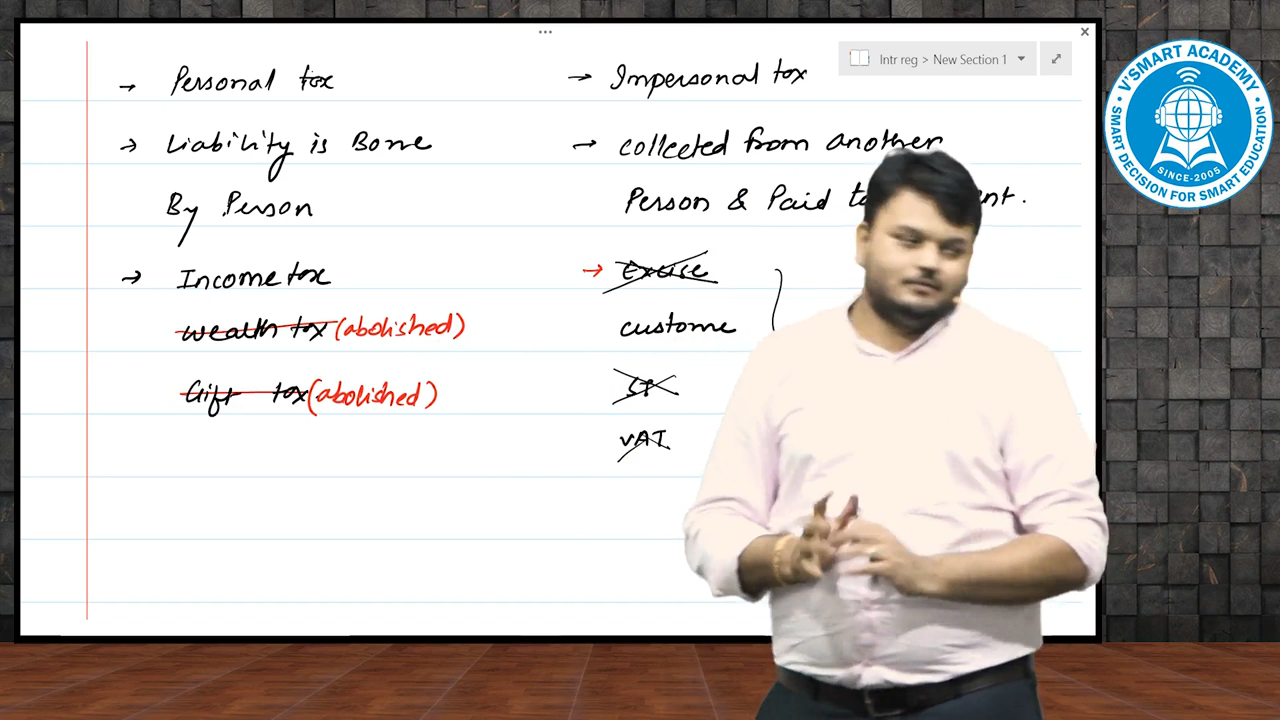 → Personal tax
→ Liability is Bone
By Person
→ Income tax
wealth tax (abolished)
Gift tax (abolished)
→ Impersonal tax
→ collected from another
Person & Paid
→ Excise
custome
ST
VAT
Intr reg > New Section 1
V'SMART ACADEMY
SINCE-2005
SMART DECISION FOR SMART EDUCATION